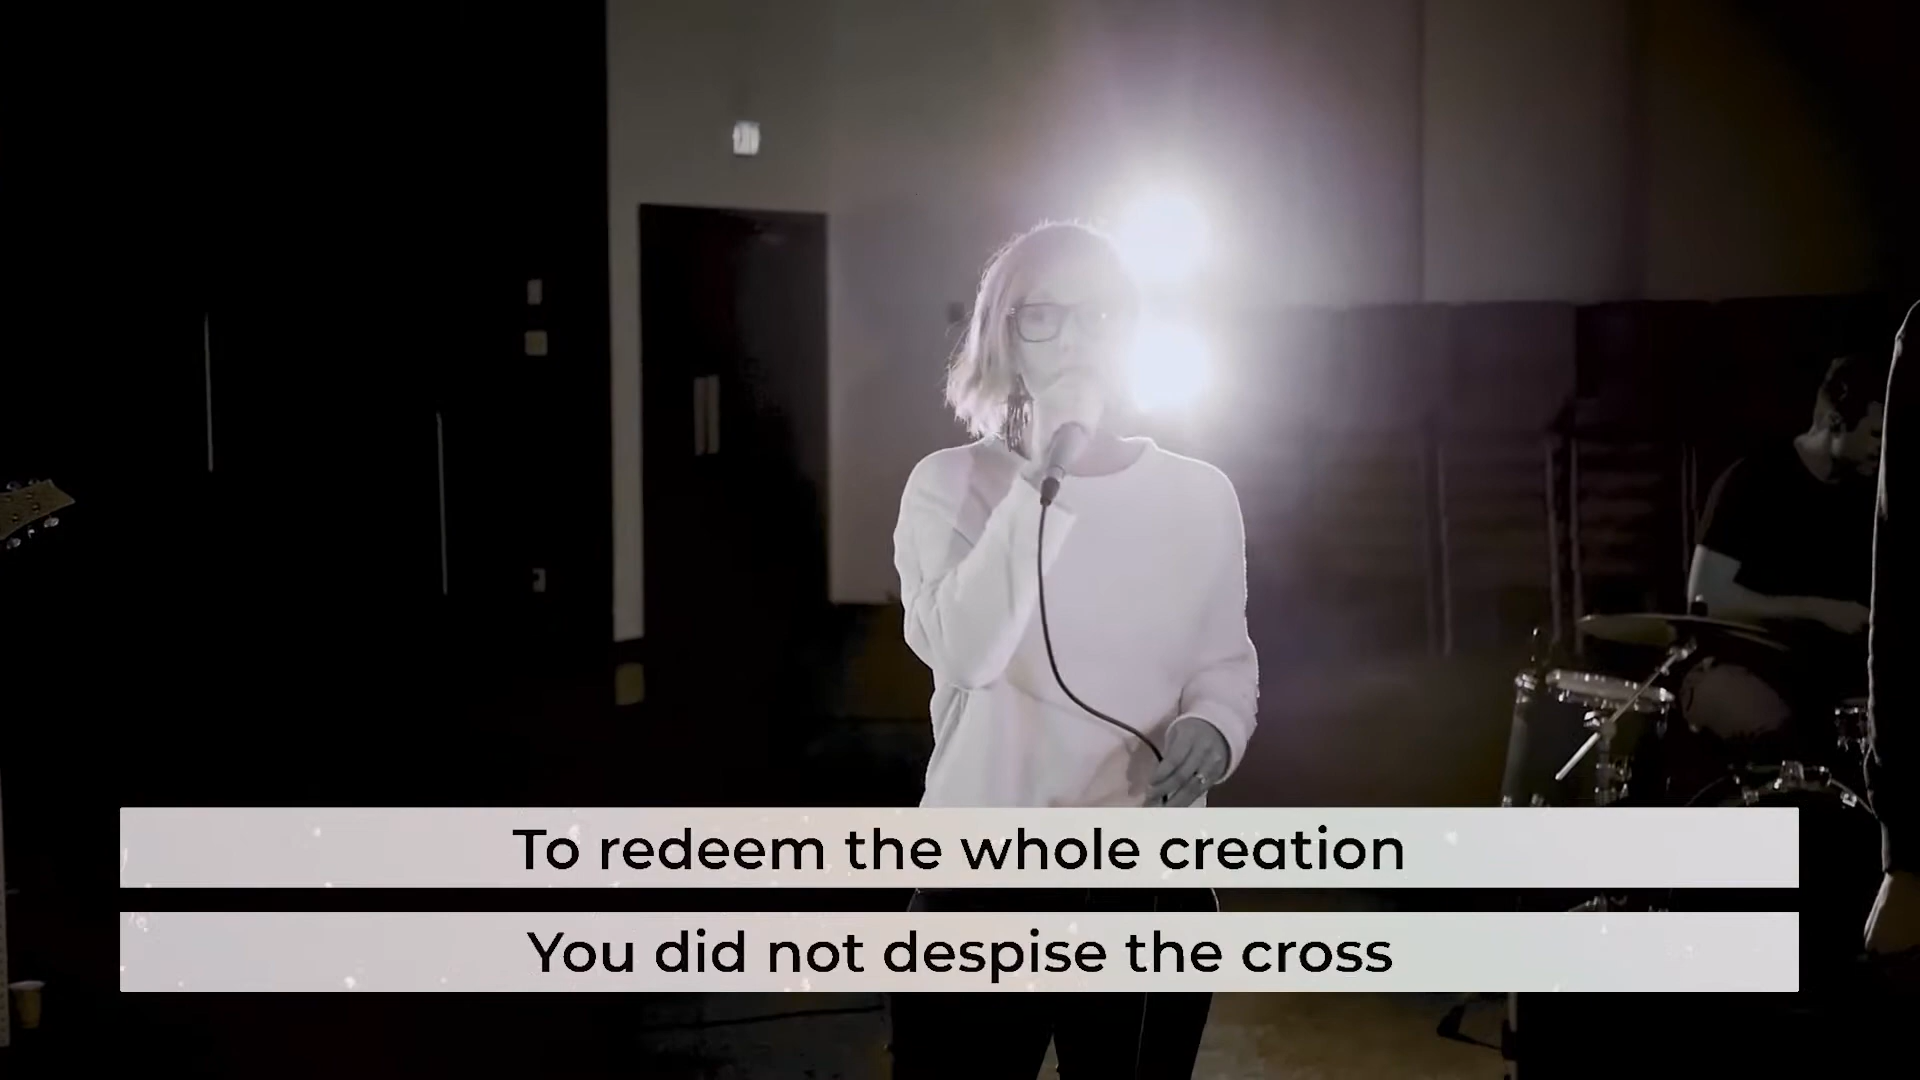 To redeem the whole creation
You did not despise the cross